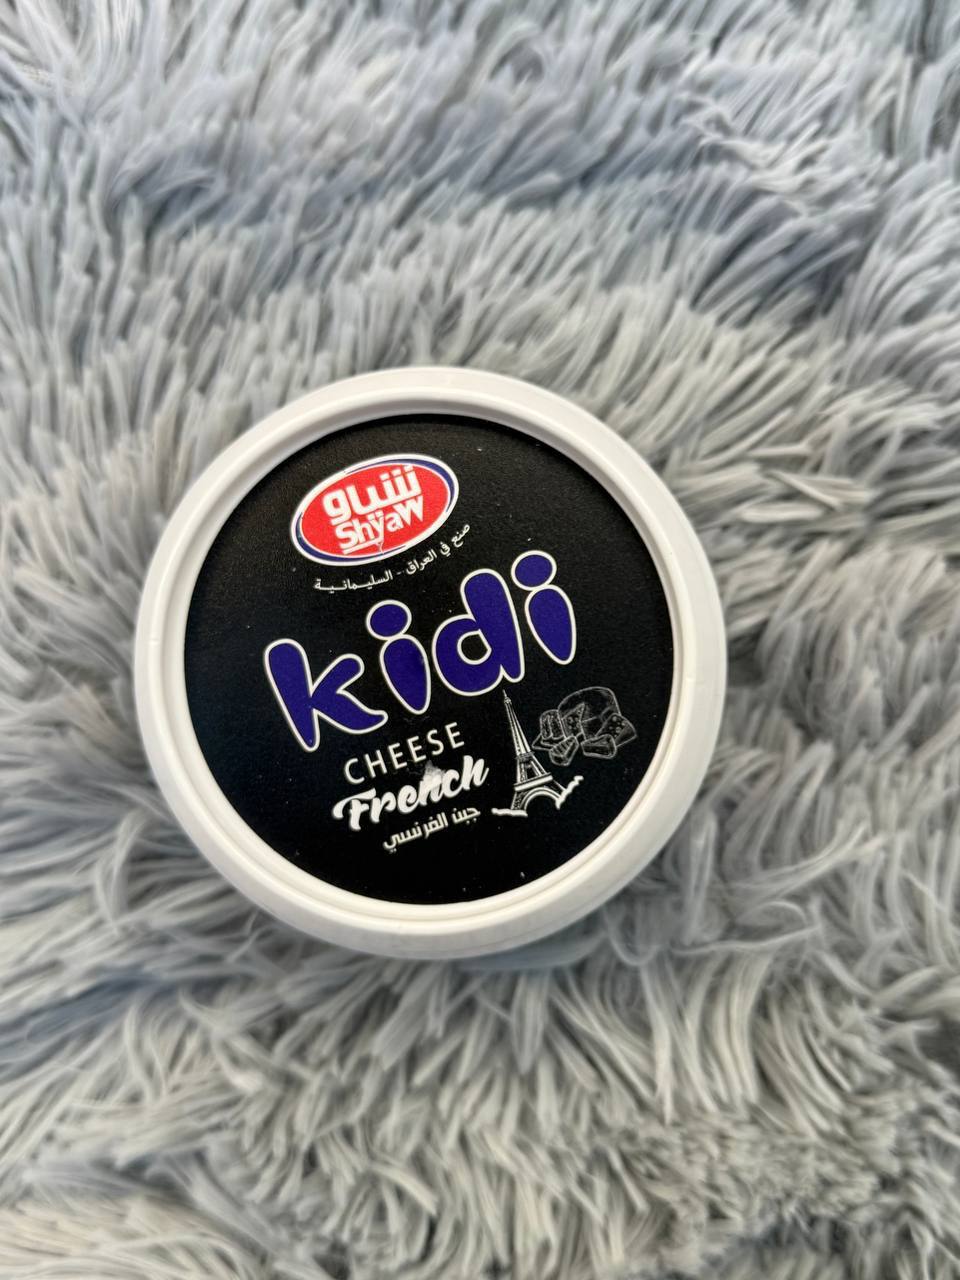 شياو
Shyaw
صنع في العراق - السليمانية
kidi
CHEESE
French
جبن الفرنسي